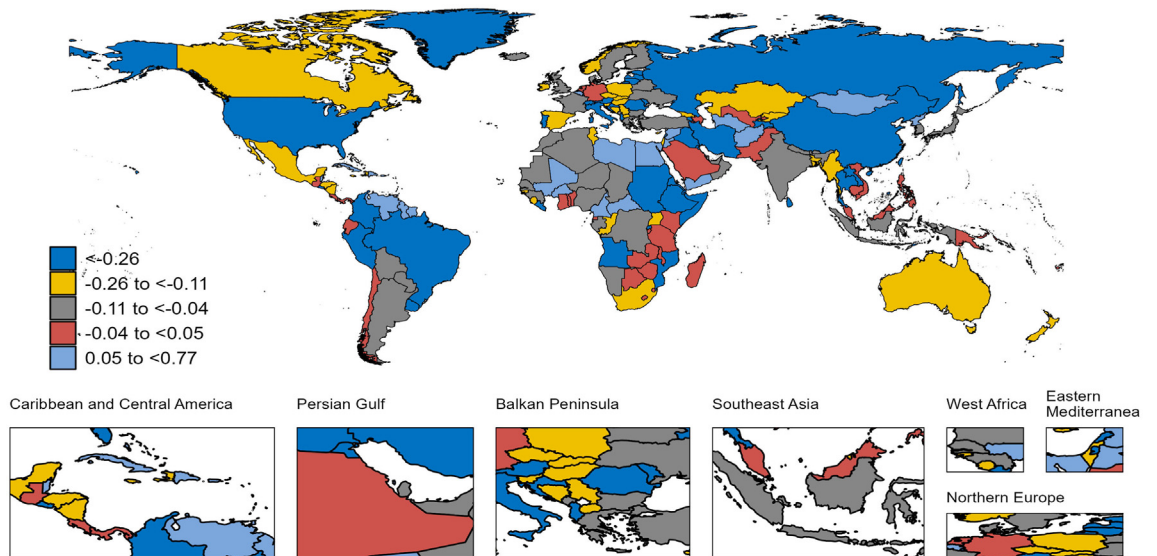 <-0.26
-0.26 to <-0.11
-0.11 to <-0.04
-0.04 to <0.05
0.05 to <0.77
Caribbean and Central America
Persian Gulf
Balkan Peninsula
Southeast Asia
West Africa
Eastern
Mediterranea
Northern Europe